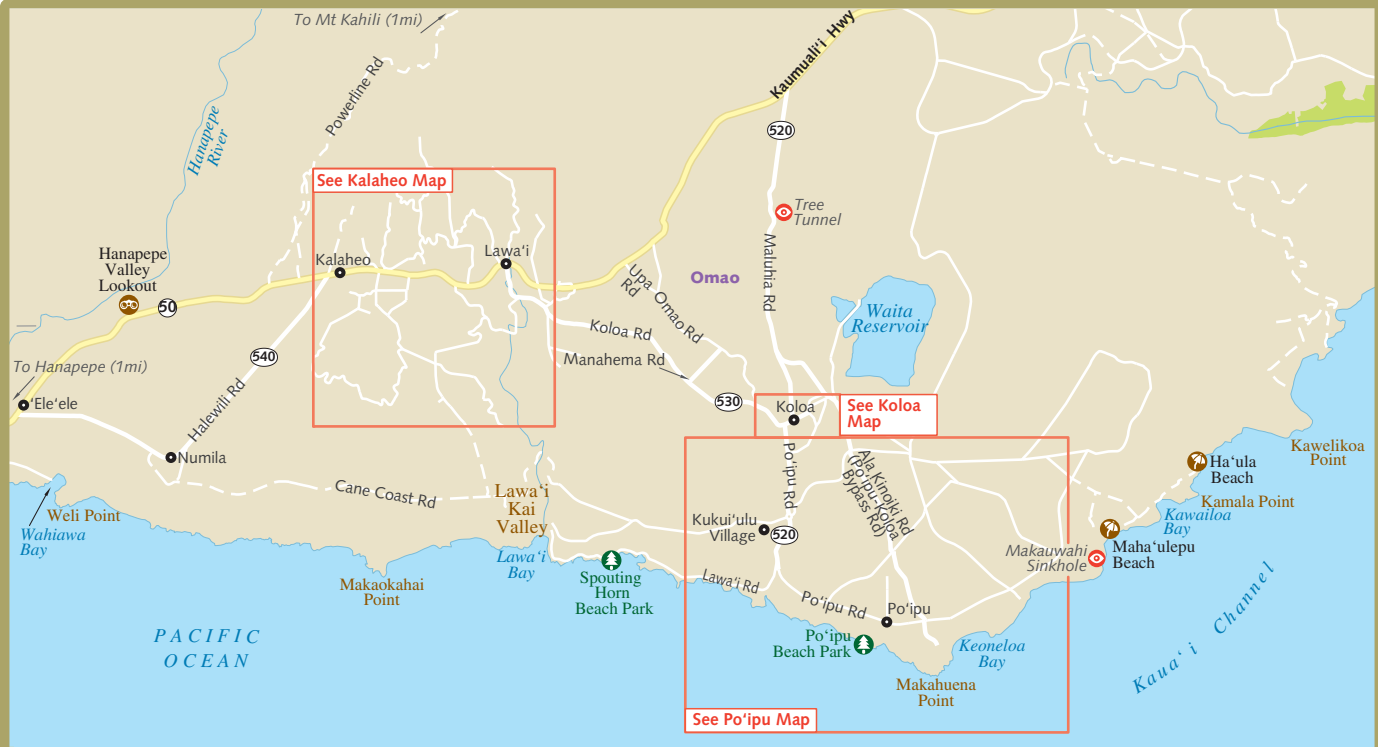 To Mt Kahili (1mi)
Kaumuali‘i Hwy
Powerline Rd
Hanapepe
River
520
See Kalaheo Map
Tree
Tunnel
Hanapepe
Valley
Lookout
Kalaheo
Lawa‘i
Maluhia Rd
Omao
Upa
Rd
Omao Rd
50
Waita
Reservoir
Koloa Rd
540
Manahema Rd
To Hanapepe (1mi)
‘Ele‘ele
Halewili Rd
530
Koloa
See Koloa
Map
Numila
Po‘ipu Rd
Ala Kinoiki Rd
(Po‘ipu-Koloa
Bypass Rd)
Kawelikoa
Point
Ha‘ula
Beach
Kamala Point
Kawailoa
Bay
Cane Coast Rd
Lawa‘i
Kai
Valley
Weli Point
Wahiawa
Bay
Kukui‘ulu
Village
520
Maha‘ulepu
Beach
Makauwahi
Sinkhole
Lawa‘i
Bay
Makaokahai
Point
Spouting
Horn
Beach Park
Lawa‘i Rd
Po‘ipu Rd
Po‘ipu
Po‘ipu
Beach Park
Keoneloa
Bay
Makahuena
Point
Kaua‘i Channel
PACIFIC
OCEAN
See Po‘ipu Map